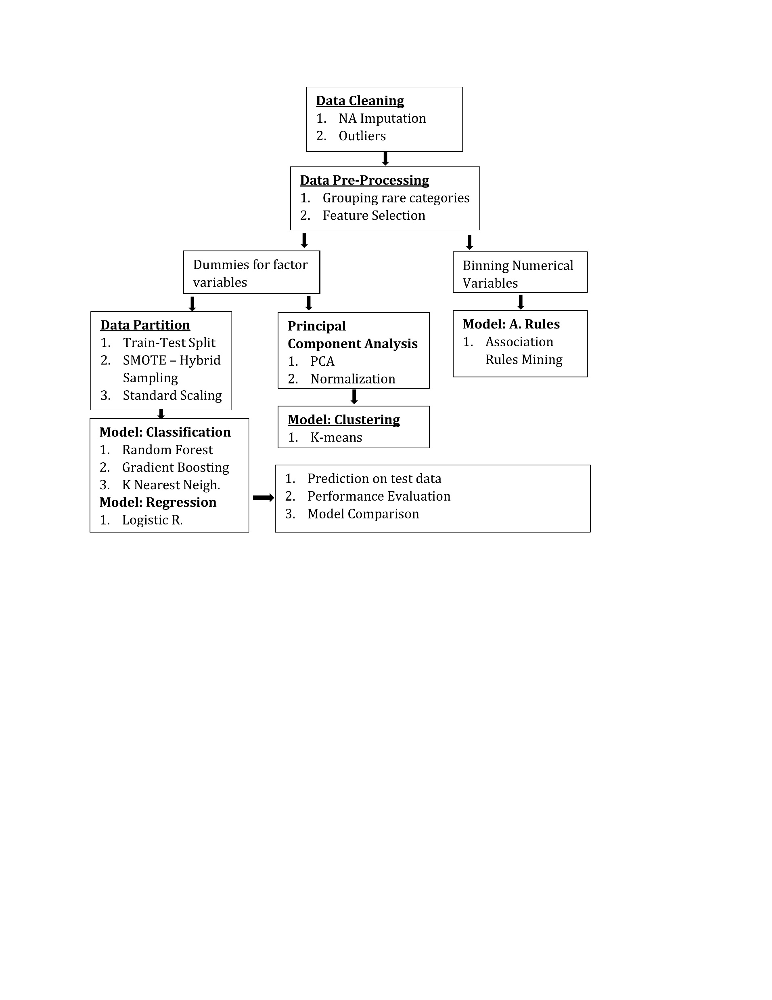 Data Cleaning
1. NA Imputation
2. Outliers
Data Pre-Processing
1. Grouping rare categories
2. Feature Selection
Dummies for factor
variables
Binning Numerical
Variables
Data Partition
1. Train-Test Split
2. SMOTE – Hybrid
Sampling
3. Standard Scaling
Principal
Component Analysis
1. PCA
2. Normalization
Model: A. Rules
1. Association
Rules Mining
Model: Clustering
1. K-means
Model: Classification
1. Random Forest
2. Gradient Boosting
3. K Nearest Neigh.
Model: Regression
1. Logistic R.
1. Prediction on test data
2. Performance Evaluation
3. Model Comparison